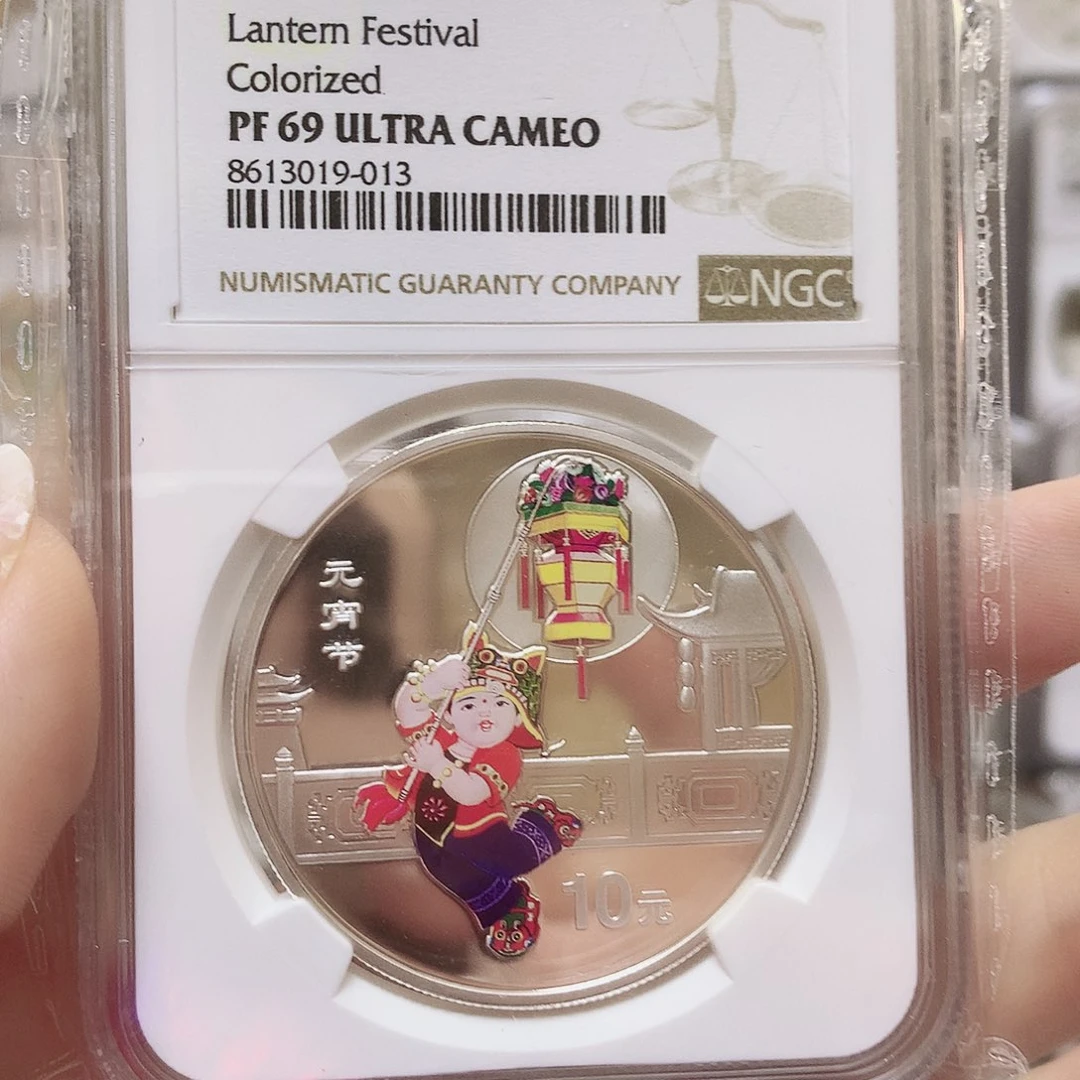 Lantern Festival
Colorized
PF 69 ULTRA CAMEO
8613019-013
NUMISMATIC GUARANTY COMPANY
NGC
元宵节
10元